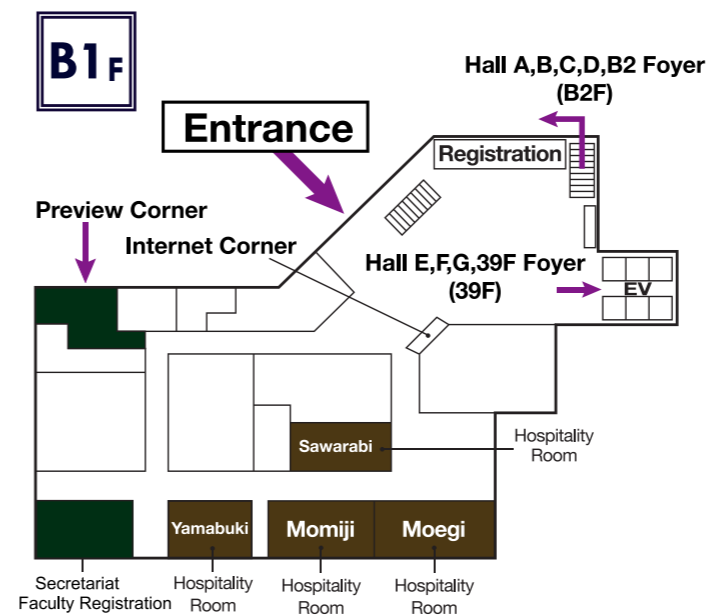 B1F
Hall A,B,C,D,B2 Foyer
(B2F)
Entrance
Registration
Preview Corner
Internet Corner
Hall E,F,G,39F Foyer
(39F)
EV
Sawarabi
Hospitality
Room
Yamabuki
Momiji
Moegi
Secretariat
Faculty Registration
Hospitality
Room
Hospitality
Room
Hospitality
Room